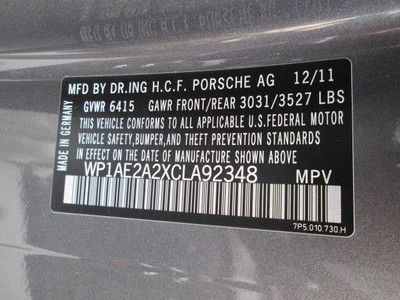 MFD BY DR.ING H.C.F. PORSCHE AG 12/11
GVWR 6415 GAWR FRONT/REAR 3031/3527 LBS
THIS VEHICLE CONFORMS TO ALL APPLICABLE U.S.FEDERAL MOTOR
VEHICLE SAFETY,BUMPER,AND THEFT PREVENTION STANDARDS
IN EFFECT ON THE DATE OF MANUFACTURE SHOWN ABOVE
WP1AE2A2XCLA92348 MPV
7P5.010.730.H
MADE IN GERMANY